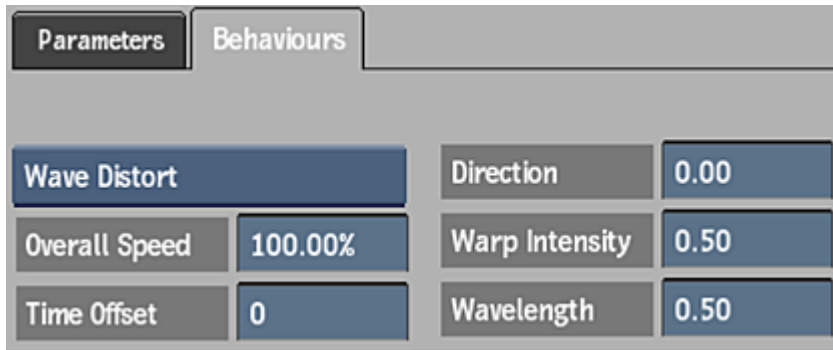 Parameters Behaviours
Wave Distort Direction 0.00
Overall Speed 100.00% Warp Intensity 0.50
Time Offset 0 Wavelength 0.50